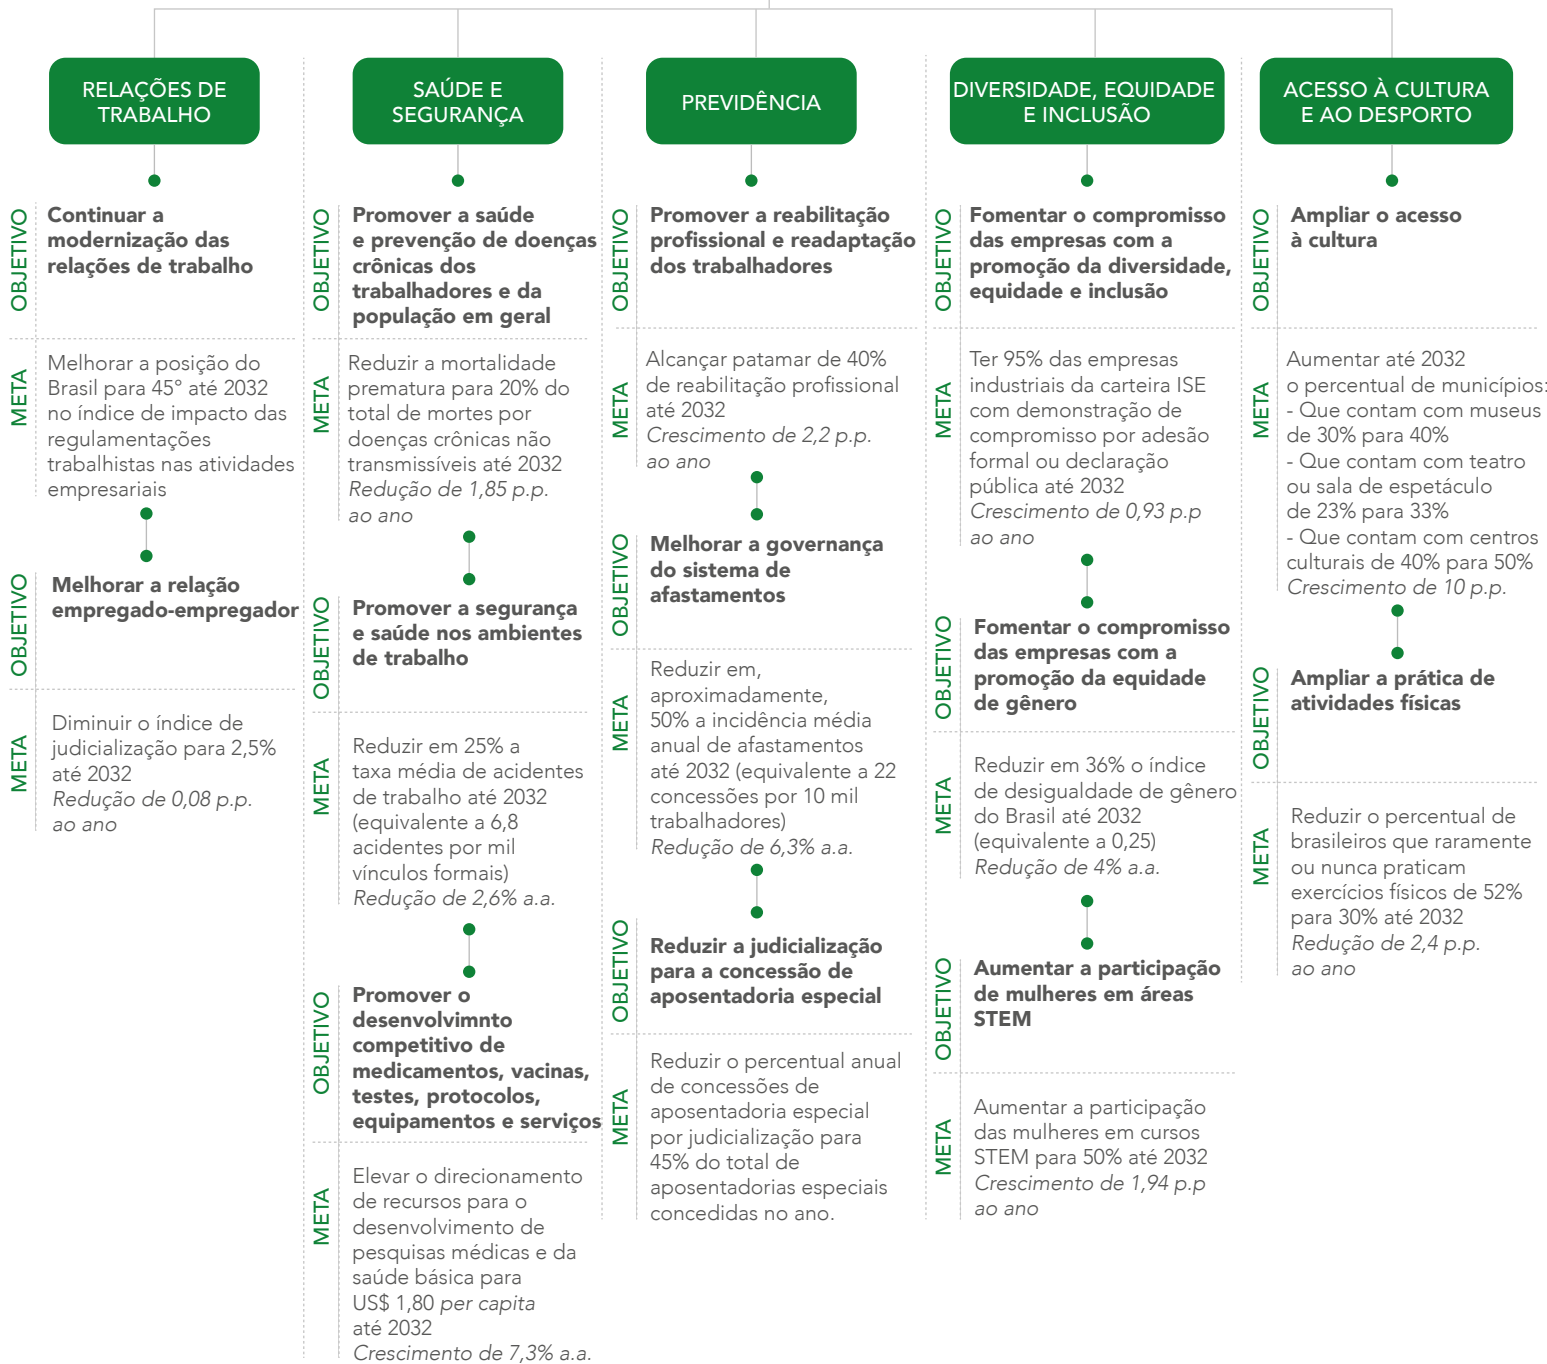 RELAÇÕES DE
TRABALHO
OBJETIVO
Continuar a
modernização das
relações de trabalho
META
Melhorar a posição do
Brasil para 45° até 2032
no índice de impacto das
regulamentações
trabalhistas nas atividades
empresariais
OBJETIVO
Melhorar a relação
empregado-empregador
META
Diminuir o índice de
judicialização para 2,5%
até 2032
Redução de 0,08 p.p.
ao ano
SAÚDE E
SEGURANÇA
OBJETIVO
Promover a saúde
e prevenção de doenças
crônicas dos
trabalhadores e da
população em geral
META
Reduzir a mortalidade
prematura para 20% do
total de mortes por
doenças crônicas não
transmissíveis até 2032
Redução de 1,85 p.p.
ao ano
OBJETIVO
Promover a segurança
e saúde nos ambientes
de trabalho
META
Reduzir em 25% a
taxa média de acidentes
de trabalho até 2032
(equivalente a 6,8
acidentes por mil
vínculos formais)
Redução de 2,6% a.a.
OBJETIVO
Promover o
desenvolvimnto
competitivo de
medicamentos, vacinas,
testes, protocolos,
equipamentos e serviços
META
Elevar o direcionamento
de recursos para o
desenvolvimento de
pesquisas médicas e da
saúde básica para
US$ 1,80 per capita
até 2032
Crescimento de 7,3% a.a.
PREVIDÊNCIA
OBJETIVO
Promover a reabilitação
profissional e readaptação
dos trabalhadores
META
Alcançar patamar de 40%
de reabilitação profissional
até 2032
Crescimento de 2,2 p.p.
ao ano
OBJETIVO
Melhorar a governança
do sistema de
afastamentos
META
Reduzir em,
aproximadamente,
50% a incidência média
anual de afastamentos
até 2032 (equivalente a 22
concessões por 10 mil
trabalhadores)
Redução de 6,3% a.a.
OBJETIVO
Reduzir a judicialização
para a concessão de
aposentadoria especial
META
Reduzir o percentual anual
de concessões de
aposentadoria especial
por judicialização para
45% do total de
aposentadorias especiais
concedidas no ano.
DIVERSIDADE, EQUIDADE
E INCLUSÃO
OBJETIVO
Fomentar o compromisso
das empresas com a
promoção da diversidade,
equidade e inclusão
META
Ter 95% das empresas
industriais da carteira ISE
com demonstração de
compromisso por adesão
formal ou declaração
pública até 2032
Crescimento de 0,93 p.p
ao ano
OBJETIVO
Fomentar o compromisso
das empresas com a
promoção da equidade
de gênero
META
Reduzir em 36% o índice
de desigualdade de gênero
do Brasil até 2032
(equivalente a 0,25)
Redução de 4% a.a.
OBJETIVO
Aumentar a participação
de mulheres em áreas
STEM
META
Aumentar a participação
das mulheres em cursos
STEM para 50% até 2032
Crescimento de 1,94 p.p
ao ano
ACESSO À CULTURA
E AO DESPORTO
OBJETIVO
Ampliar o acesso
à cultura
META
Aumentar até 2032
o percentual de municípios:
- Que contam com museus
de 30% para 40%
- Que contam com teatro
ou sala de espetáculo
de 23% para 33%
- Que contam com centros
culturais de 40% para 50%
Crescimento de 10 p.p.
OBJETIVO
Ampliar a prática de
atividades físicas
META
Reduzir o percentual de
brasileiros que raramente
ou nunca praticam
exercícios físicos de 52%
para 30% até 2032
Redução de 2,4 p.p.
ao ano